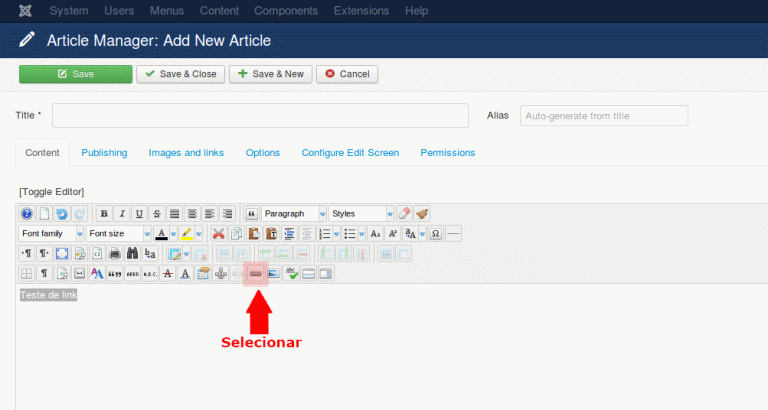 System Users Menus Content Components Extensions Help
Article Manager: Add New Article
Save Save & Close Save & New Cancel
Title * Alias Auto-generate from title
Content Publishing Images and links Options Configure Edit Screen Permissions
[Toggle Editor]
B I U S Paragraph Styles
Font family Font size A
Teste de link
Selecionar